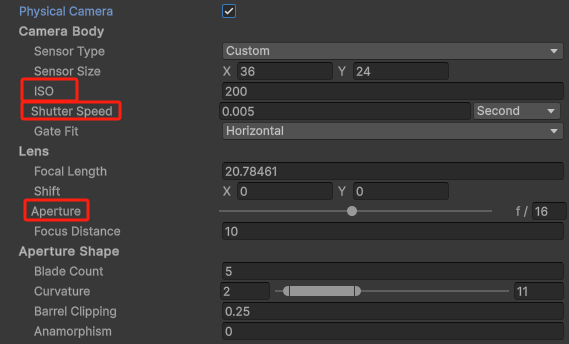 Physical Camera
Camera Body
Sensor Type Custom
Sensor Size X 36 Y 24
ISO 200
Shutter Speed 0.005 Second
Gate Fit Horizontal
Lens
Focal Length 20.78461
Shift X 0 Y 0
Aperture f / 16
Focus Distance 10
Aperture Shape
Blade Count 5
Curvature 2 11
Barrel Clipping 0.25
Anamorphism 0